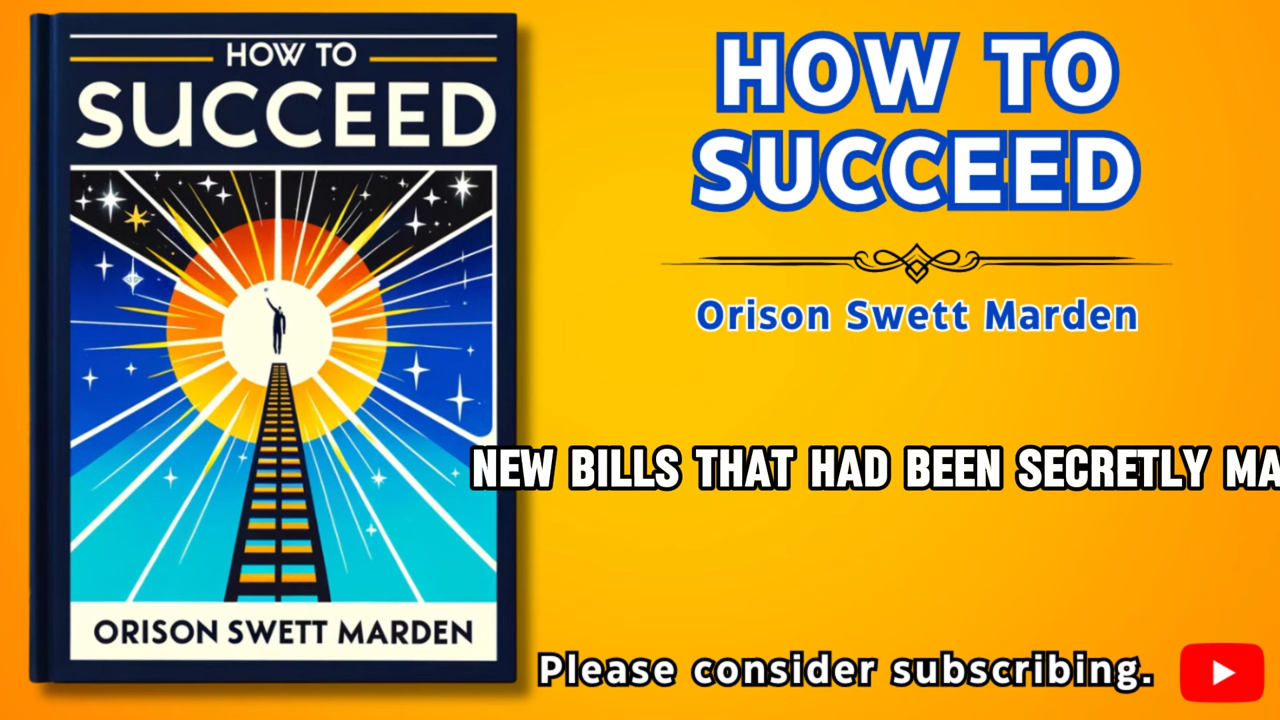 HOW TO
SUCCEED
ORISON SWETT MARDEN
HOW TO
SUCCEED
Orison Swett Marden
NEW BILLS THAT HAD BEEN SECRETLY MA
Please consider subscribing.